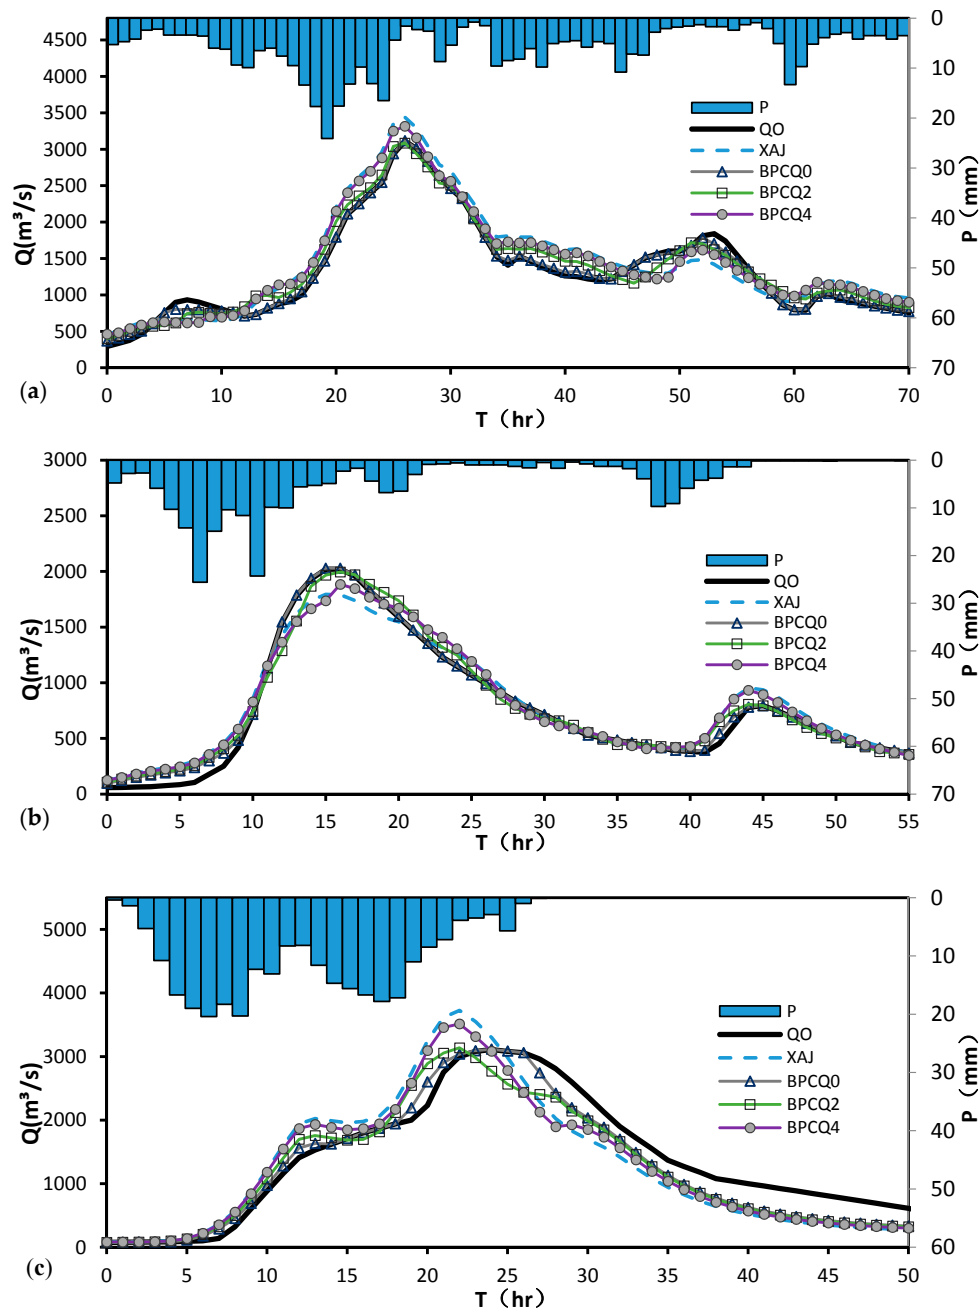 4500
4000
3500
3000
2500
2000
1500
1000
500
0
Q(m³/s)
0
10
20
30
40
50
60
70
P（mm)
P
QO
XAJ
BPCQ0
BPCQ2
BPCQ4
0 10 20 30 40 50 60 70
T（hr)
(a)
3000
2500
2000
1500
1000
500
0
Q(m³/s)
0
10
20
30
40
50
60
70
P（mm)
P
QO
XAJ
BPCQ0
BPCQ2
BPCQ4
0 5 10 15 20 25 30 35 40 45 50 55
T（hr)
(b)
5500
5000
4000
3000
2000
1000
0
Q(m³/s)
0
10
20
30
40
50
60
P（mm)
P
QO
XAJ
BPCQ0
BPCQ2
BPCQ4
0 5 10 15 20 25 30 35 40 45 50
T（hr)
(c)